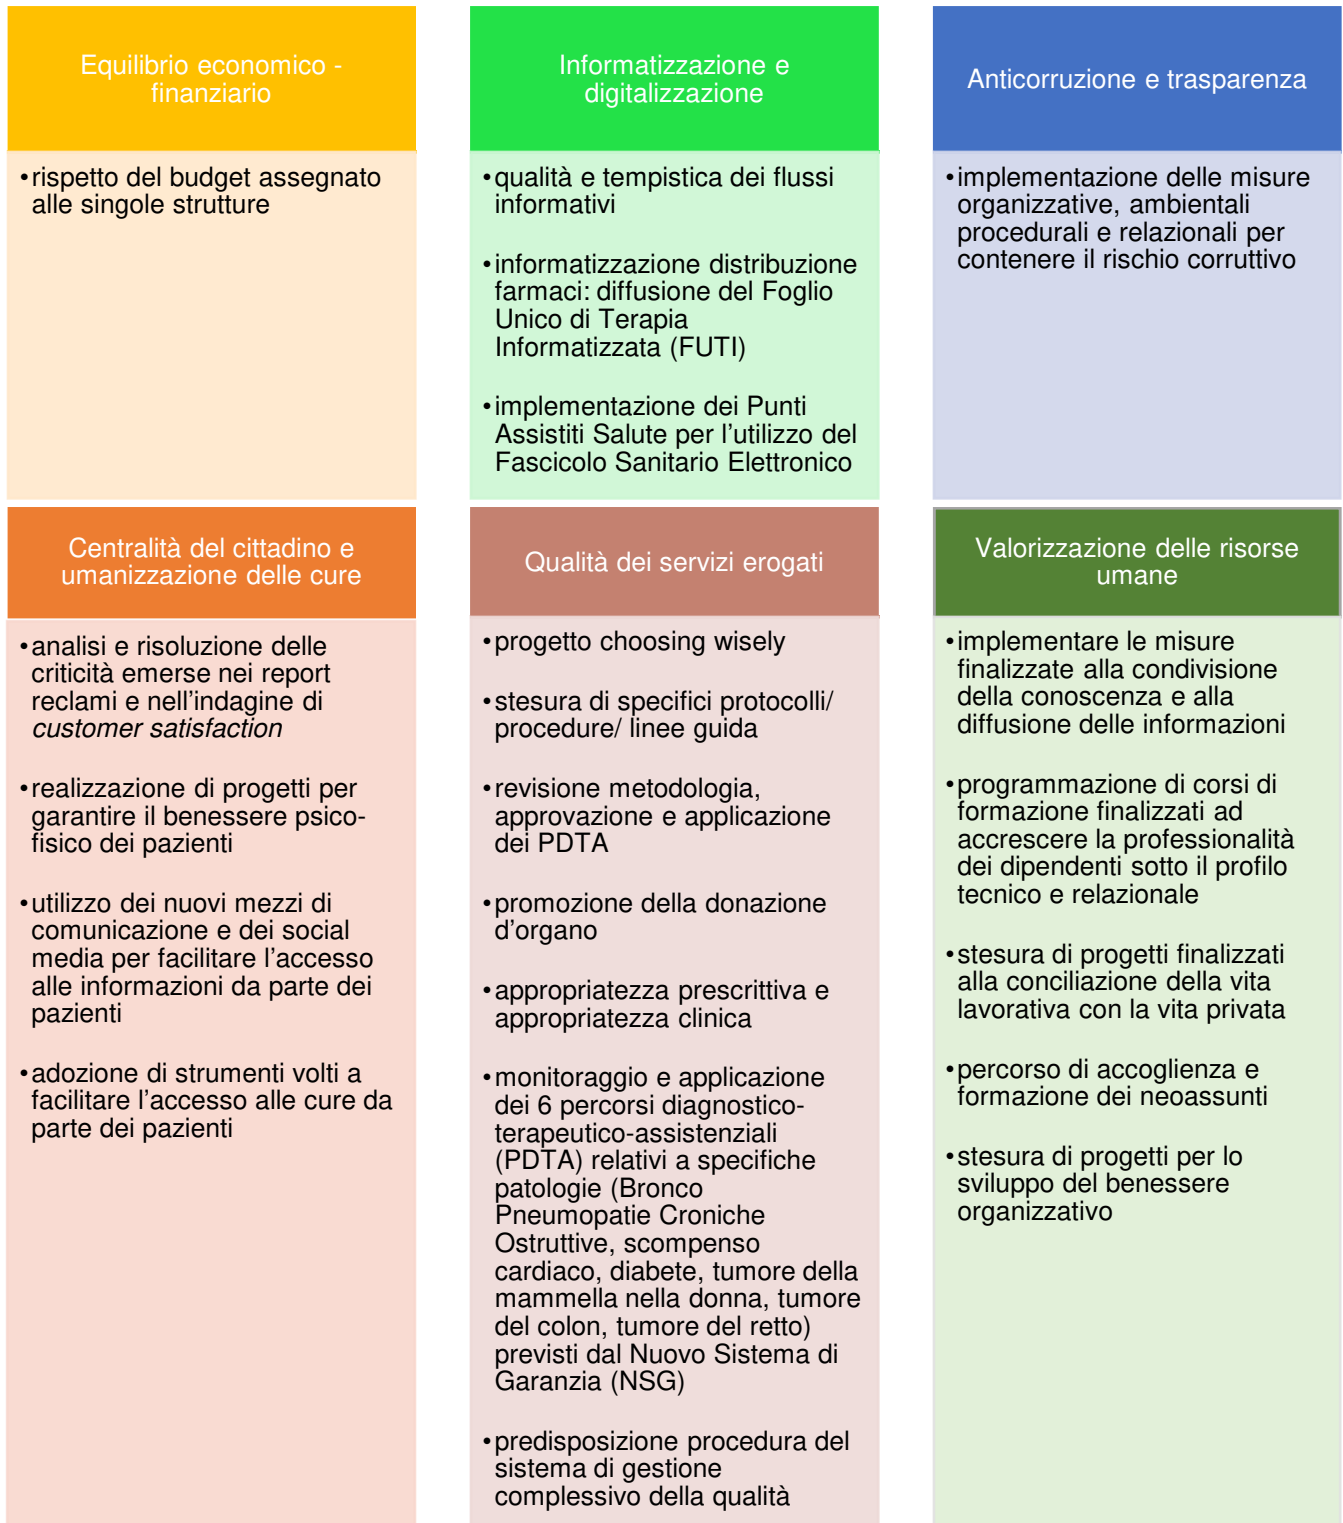 Equilibrio economico -
finanziario
•rispetto del budget assegnato
alle singole strutture
Informatizzazione e
digitalizzazione
•qualità e tempistica dei flussi
informativi
•informatizzazione distribuzione
farmaci: diffusione del Foglio
Unico di Terapia
Informatizzata (FUTI)
•implementazione dei Punti
Assistiti Salute per l’utilizzo del
Fascicolo Sanitario Elettronico
Anticorruzione e trasparenza
•implementazione delle misure
organizzative, ambientali
procedurali e relazionali per
contenere il rischio corruttivo
Centralità del cittadino e
umanizzazione delle cure
•analisi e risoluzione delle
criticità emerse nei report
reclami e nell’indagine di
customer satisfaction
•realizzazione di progetti per
garantire il benessere psico-
fisico dei pazienti
•utilizzo dei nuovi mezzi di
comunicazione e dei social
media per facilitare l’accesso
alle informazioni da parte dei
pazienti
•adozione di strumenti volti a
facilitare l’accesso alle cure da
parte dei pazienti
Qualità dei servizi erogati
•progetto choosing wisely
•stesura di specifici protocolli/
procedure/ linee guida
•revisione metodologia,
approvazione e applicazione
dei PDTA
•promozione della donazione
d’organo
•appropriatezza prescrittiva e
appropriatezza clinica
•monitoraggio e applicazione
dei 6 percorsi diagnostico-
terapeutico-assistenziali
(PDTA) relativi a specifiche
patologie (Bronco
Pneumopatie Croniche
Ostruttive, scompenso
cardiaco, diabete, tumore della
mammella nella donna, tumore
del colon, tumore del retto)
previsti dal Nuovo Sistema di
Garanzia (NSG)
•predisposizione procedura del
sistema di gestione
complessivo della qualità
Valorizzazione delle risorse
umane
•implementare le misure
finalizzate alla condivisione
della conoscenza e alla
diffusione delle informazioni
•programmazione di corsi di
formazione finalizzati ad
accrescere la professionalità
dei dipendenti sotto il profilo
tecnico e relazionale
•stesura di progetti finalizzati
alla conciliazione della vita
lavorativa con la vita privata
•percorso di accoglienza e
formazione dei neoassunti
•stesura di progetti per lo
sviluppo del benessere
organizzativo